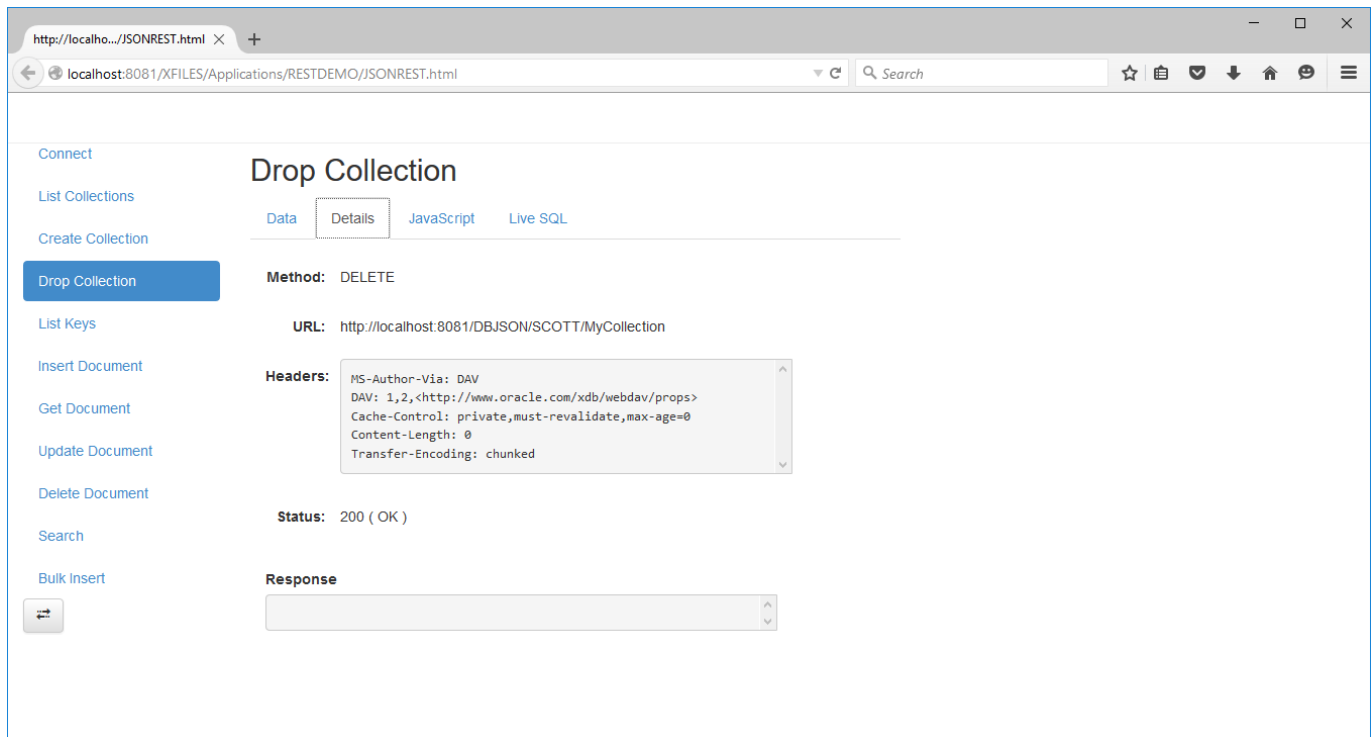 http://localho.../JSONREST.html
localhost:8081/XFILES/Applications/RESTDEMO/JSONREST.html
Search
Connect
List Collections
Create Collection
Drop Collection
List Keys
Insert Document
Get Document
Update Document
Delete Document
Search
Bulk Insert
Drop Collection
Data Details JavaScript Live SQL
Method: DELETE
URL: http://localhost:8081/DBJSON/SCOTT/MyCollection
Headers:
MS-Author-Via: DAV
DAV: 1,2,<http://www.oracle.com/xdb/webdav/props>
Cache-Control: private,must-revalidate,max-age=0
Content-Length: 0
Transfer-Encoding: chunked
Status: 200 ( OK )
Response